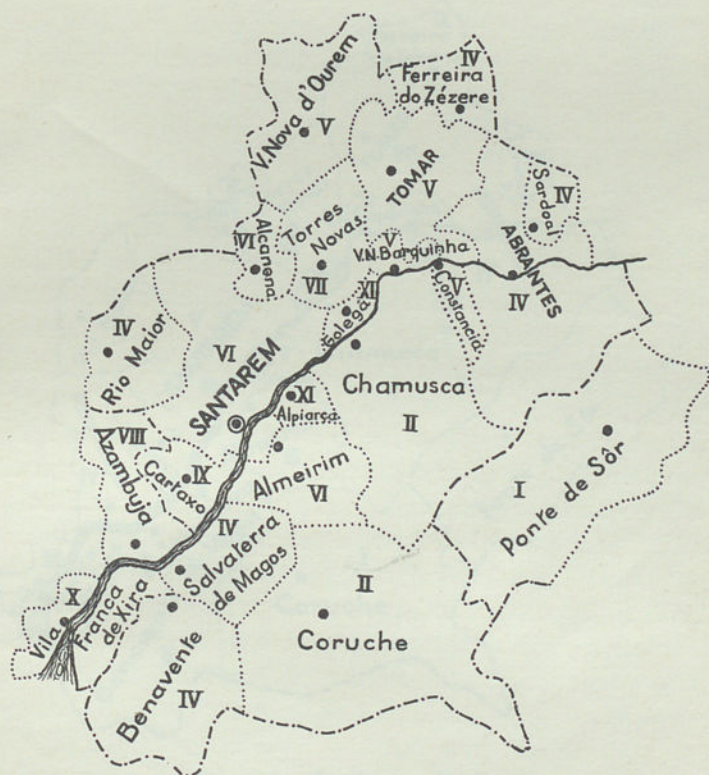 V. Nova d'Ourem
V
IV
Ferreira
do Zézere
TOMAR
V
Sardoal
IV
VI
Alcanena
Torres
Novas
VII
V
V.N. Barquinha
V
Constancia
ABRANTES
IV
XI
Golegã
IV
Rio Maior
VI
SANTAREM
XI
Alpiarça
Chamusca
II
VIII
Azambuja
IX
Cartaxo
Almeirim
VI
I
Ponte de Sôr
IV
Salvaterra
de Magos
X
Vila
Franca
de Xira
II
Coruche
Benavente
IV